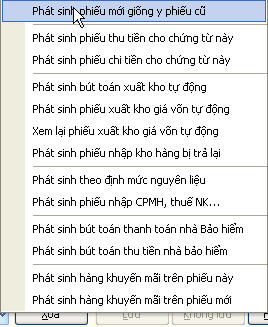 Phát sinh phiếu mới giống y phiếu cũ
Phát sinh phiếu thu tiền cho chứng từ này
Phát sinh phiếu chi tiền cho chứng từ này
Phát sinh bút toán xuất kho tự động
Phát sinh phiếu xuất kho giá vốn tự động
Xem lại phiếu xuất kho giá vốn tự động
Phát sinh phiếu nhập kho hàng bị trả lại
Phát sinh theo định mức nguyên liệu
Phát sinh phiếu nhập CPMH, thuế NK...
Phát sinh bút toán thanh toán nhà Bảo hiểm
Phát sinh bút toán thu tiền nhà bảo hiểm
Phát sinh hàng khuyến mãi trên phiếu này
Phát sinh hàng khuyến mãi trên phiếu mới
Xóa Lưu Không lưu